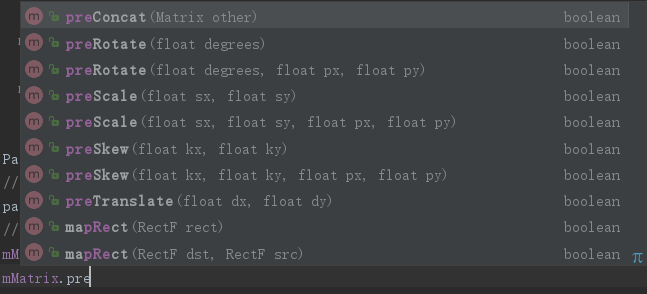 preConcat(Matrix other) boolean
preRotate(float degrees) boolean
preRotate(float degrees, float px, float py) boolean
preScale(float sx, float sy) boolean
preScale(float sx, float sy, float px, float py) boolean
preSkew(float kx, float ky) boolean
Pa
preSkew(float kx, float ky, float px, float py) boolean
//
preTranslate(float dx, float dy) boolean
pa
mapRect(RectF rect) boolean
//
mapRect(RectF dst, RectF src) boolean
mM
π
mMatrix.pre